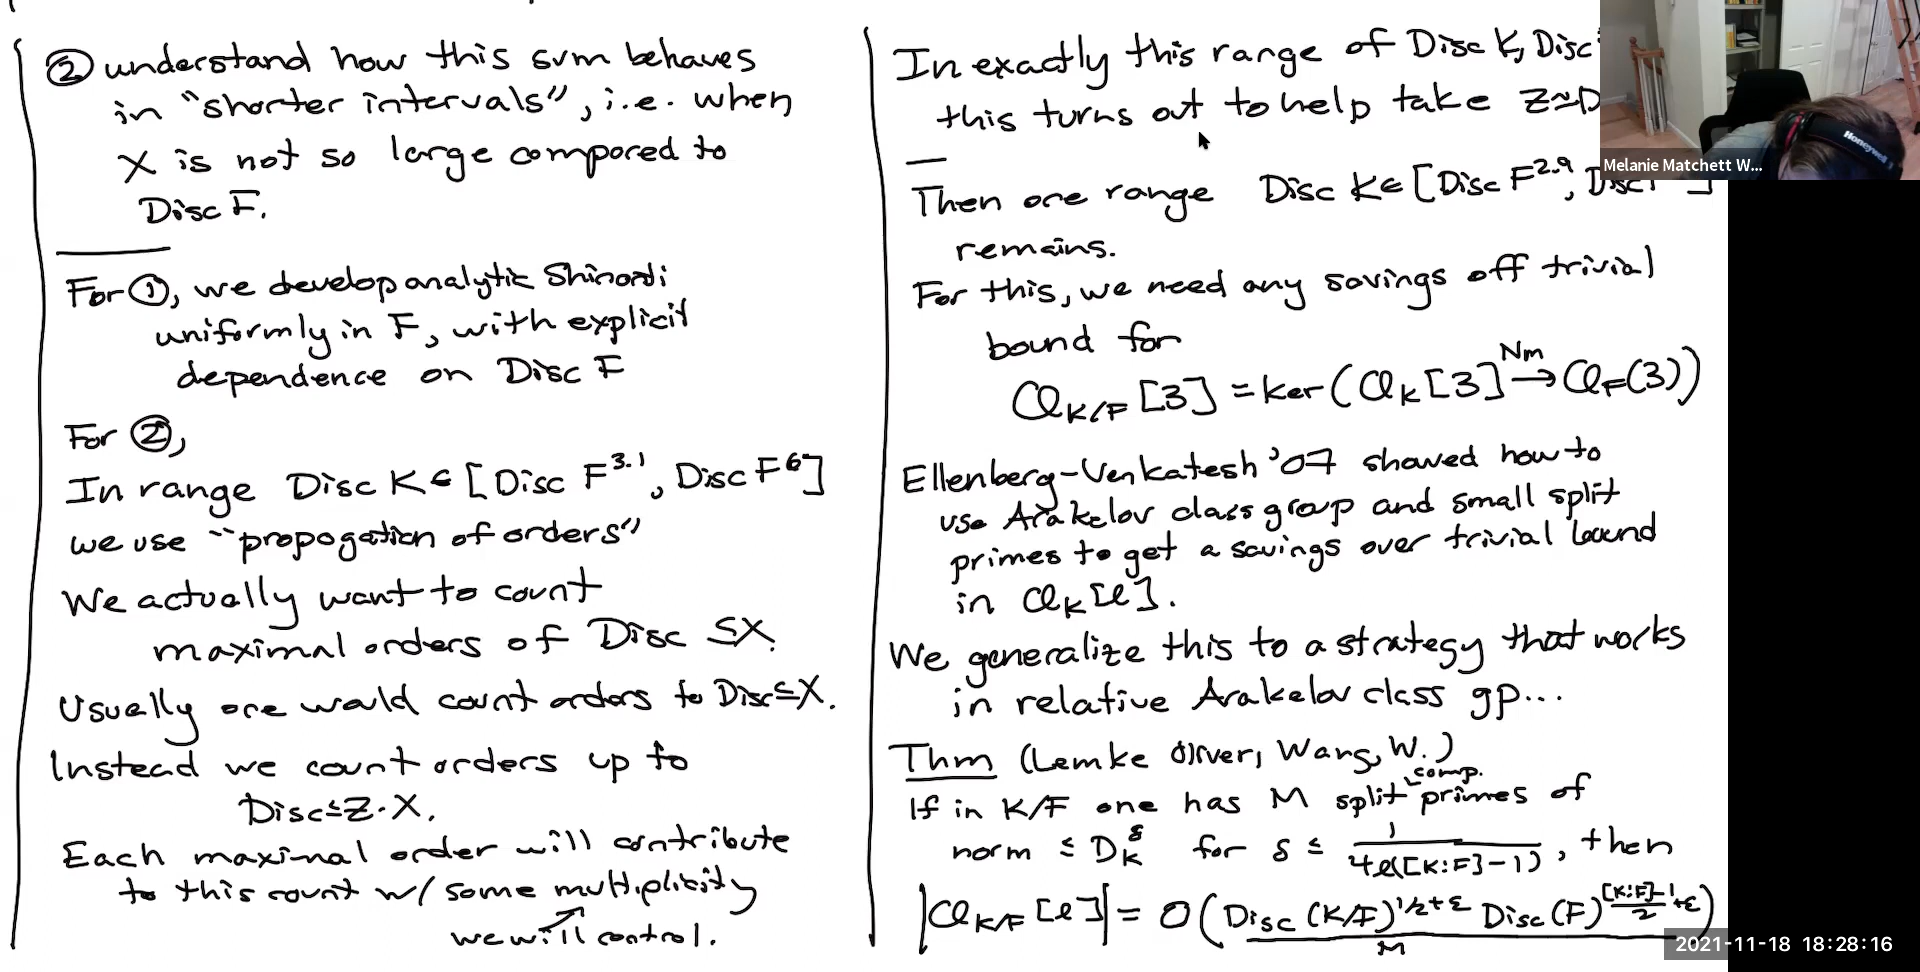 ② understand how this sum behaves
in "shorter intervals", i.e. when
X is not so large compared to
Disc F.
For ①, we develop analytic Shinatli
uniformly in F, with explicit
dependence on Disc F
For ②,
In range Disc K ∈ [Disc F^3.1, Disc F^6]
we use "propogation of orders"
We actually want to count
maximal orders of Disc ≤X.
Usually one would count orders to Disc≤X.
Instead we count orders up to
Disc≤Z·X.
Each maximal order will contribute
to this count w/ some multiplicity
we will control.
In exactly this range of Disc K, Disc
this turns out to help take Z≈D
Then one range Disc K∈ [Disc F^2.9, Disc
remains.
For this, we need any savings off trivial
bound for
Cl_{K/F}[3] = ker(Cl_K[3] \xrightarrow{Nm} Cl_F(3))
Ellenberg-Venkatesh '07 showed how to
use Arakelov class group and small split
primes to get a savings over trivial bound
in Cl_K[ℓ].
We generalize this to a strategy that works
in relative Arakelov class gp...
Thm (Lemke Oliver, Wang, W.)
If in K/F one has M split comp. primes of
norm ≤ D_K^δ for δ ≤ 1/(4ℓ([K:F]-1)), then
|Cl_{K/F}[ℓ]| = O(Disc(K/F)^{1/2+ε} Disc(F)^{([K:F]-1)/2+ε} / M)
Honeywell
Melanie Matchett W...
2021-11-18 18:28:16